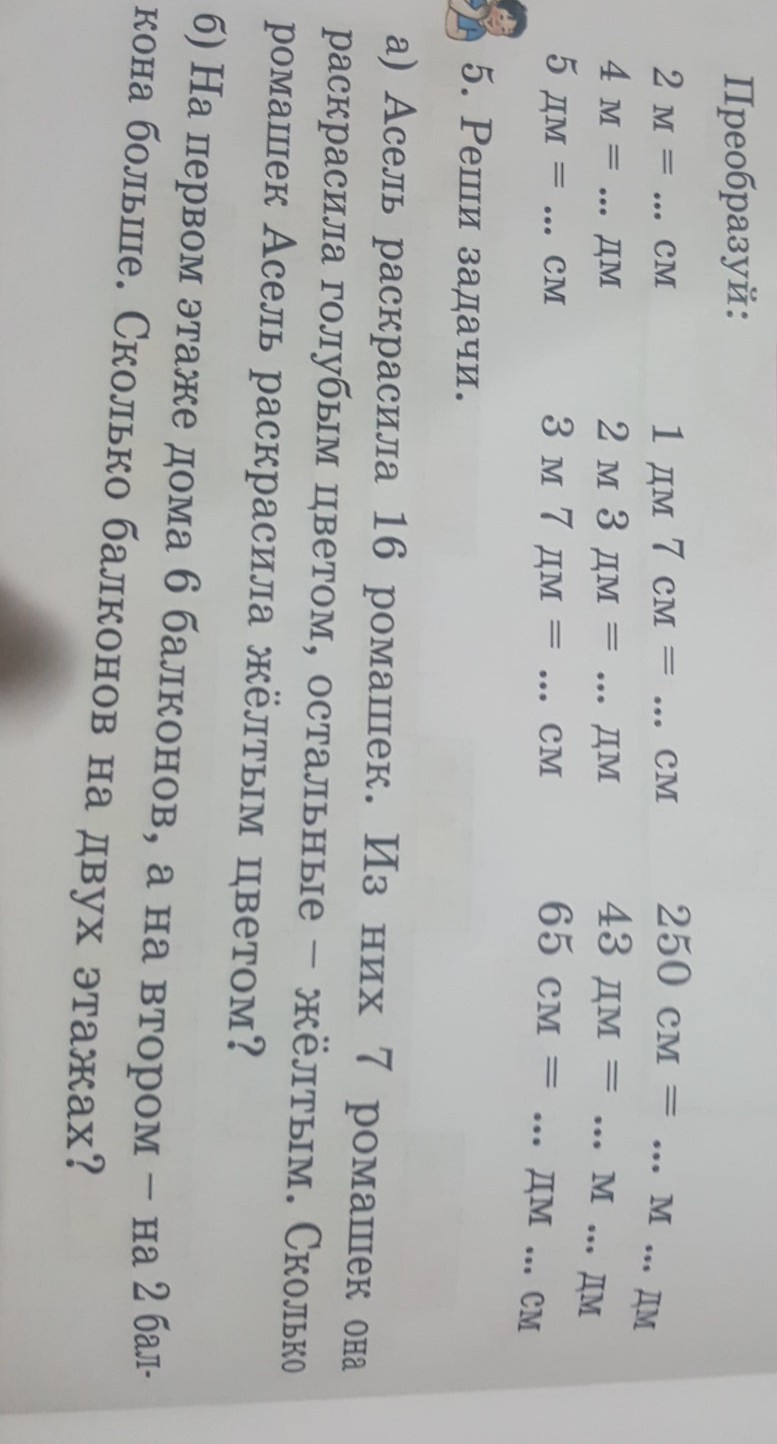 Преобразуй:
2 м = ... см 1 дм 7 см = ... см 250 см = ... м ... дм
4 м = ... дм 2 м 3 дм = ... дм 43 дм = ... м ... дм
5 дм = ... см 3 м 7 дм = ... см 65 см = ... дм ... см
5. Реши задачи.
а) Асель раскрасила 16 ромашек. Из них 7 ромашек она
раскрасила голубым цветом, остальные – жёлтым. Сколько
ромашек Асель раскрасила жёлтым цветом?
б) На первом этаже дома 6 балконов, а на втором – на 2 бал-
кона больше. Сколько балконов на двух этажах?